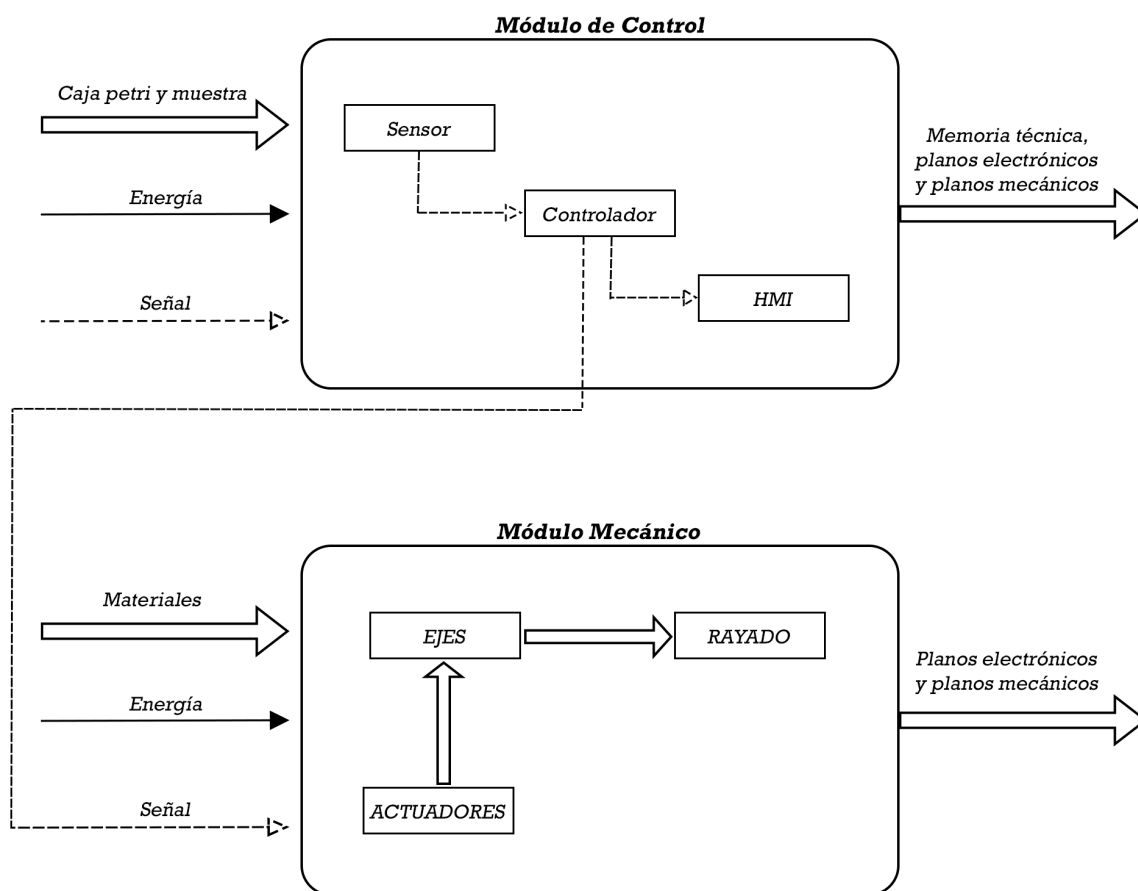 Módulo de Control
Caja petri y muestra
Sensor
Memoria técnica,
planos electrónicos
y planos mecánicos
Energía
Controlador
Señal
HMI
Módulo Mecánico
Materiales
EJES
RAYADO
Planos electrónicos
y planos mecánicos
Energía
Señal
ACTUADORES